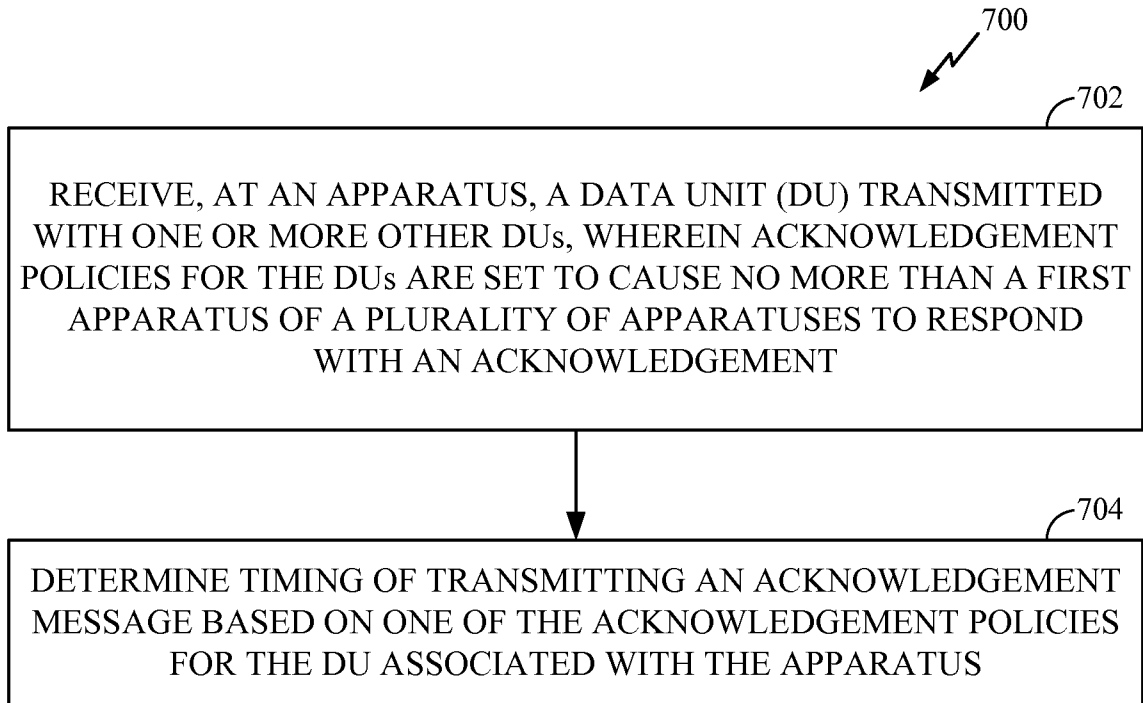 700
702
RECEIVE, AT AN APPARATUS, A DATA UNIT (DU) TRANSMITTED
WITH ONE OR MORE OTHER DUs, WHEREIN ACKNOWLEDGEMENT
POLICIES FOR THE DUs ARE SET TO CAUSE NO MORE THAN A FIRST
APPARATUS OF A PLURALITY OF APPARATUSES TO RESPOND
WITH AN ACKNOWLEDGEMENT
704
DETERMINE TIMING OF TRANSMITTING AN ACKNOWLEDGEMENT
MESSAGE BASED ON ONE OF THE ACKNOWLEDGEMENT POLICIES
FOR THE DU ASSOCIATED WITH THE APPARATUS